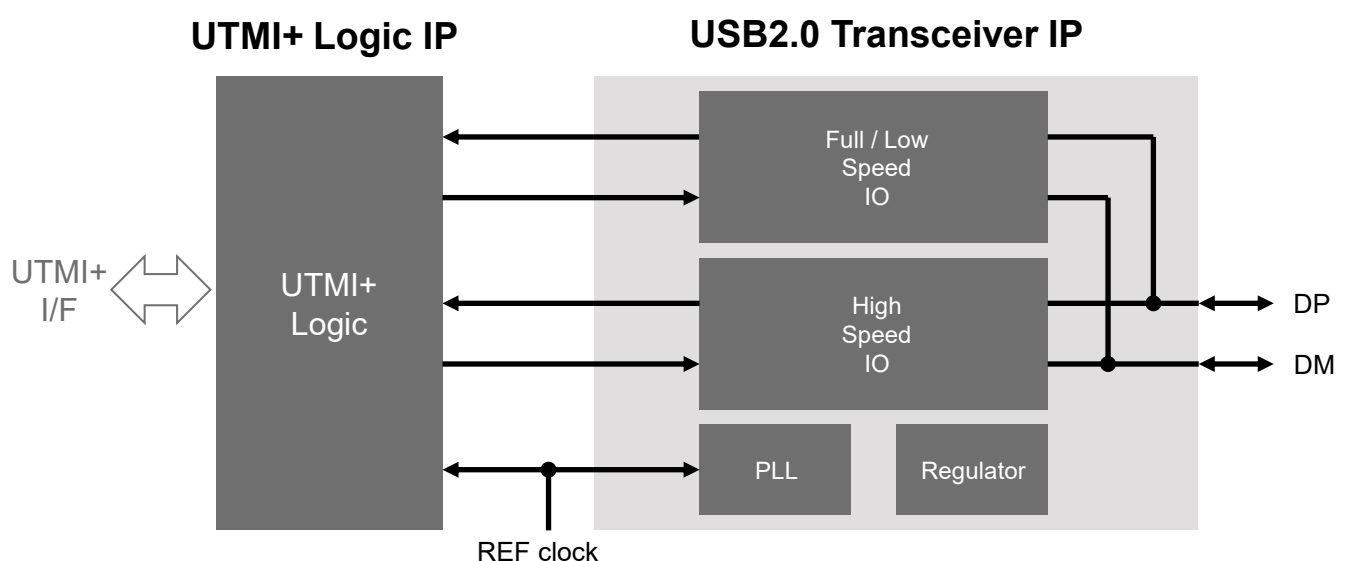 UTMI+ Logic IP
USB2.0 Transceiver IP
Full / Low
Speed
IO
UTMI+
I/F
UTMI+
Logic
High
Speed
IO
DP
DM
PLL
Regulator
REF clock